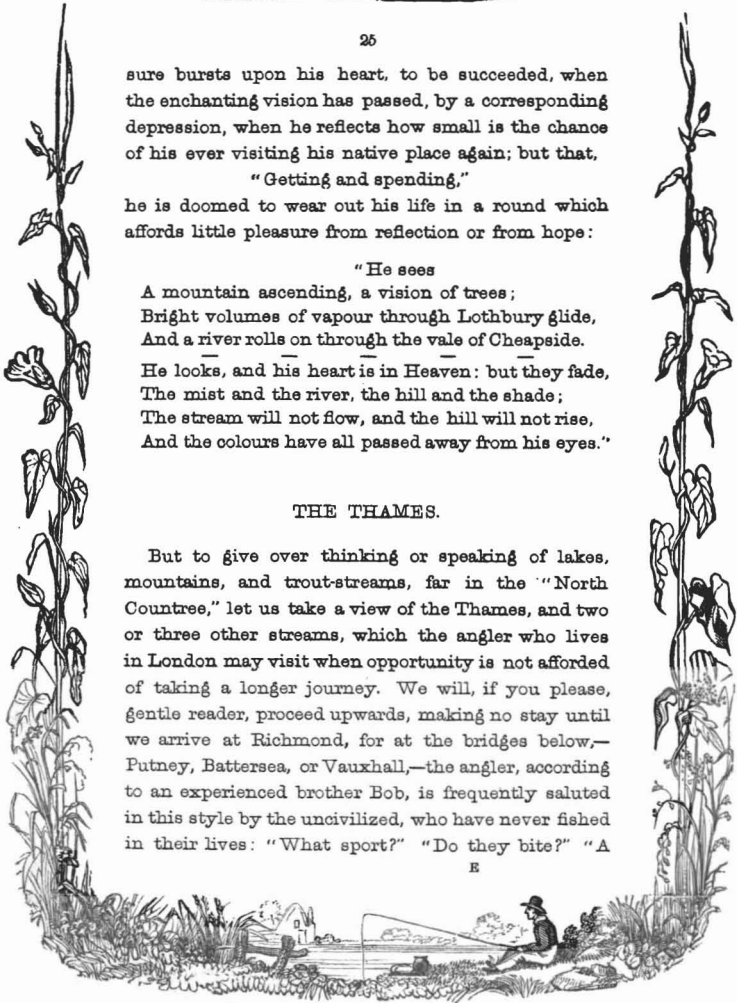 25
sure bursts upon his heart, to be succeeded, when
the enchanting vision has passed, by a corresponding
depression, when he reflects how small is the chance
of his ever visiting his native place again; but that,
"Getting and spending,"
he is doomed to wear out his life in a round which
affords little pleasure from reflection or from hope:
"He sees
A mountain ascending, a vision of trees;
Bright volumes of vapour through Lothbury glide,
And a river rolls on through the vale of Cheapside.
— — — — —
He looks, and his heart is in Heaven: but they fade,
The mist and the river, the hill and the shade;
The stream will not flow, and the hill will not rise,
And the colours have all passed away from his eyes."
THE THAMES.
But to give over thinking or speaking of lakes,
mountains, and trout-streams, far in the "North
Countree," let us take a view of the Thames, and two
or three other streams, which the angler who lives
in London may visit when opportunity is not afforded
of taking a longer journey. We will, if you please,
gentle reader, proceed upwards, making no stay until
we arrive at Richmond, for at the bridges below,—
Putney, Battersea, or Vauxhall,—the angler, according
to an experienced brother Bob, is frequently saluted
in this style by the uncivilized, who have never fished
in their lives: "What sport?" "Do they bite?" "A
E